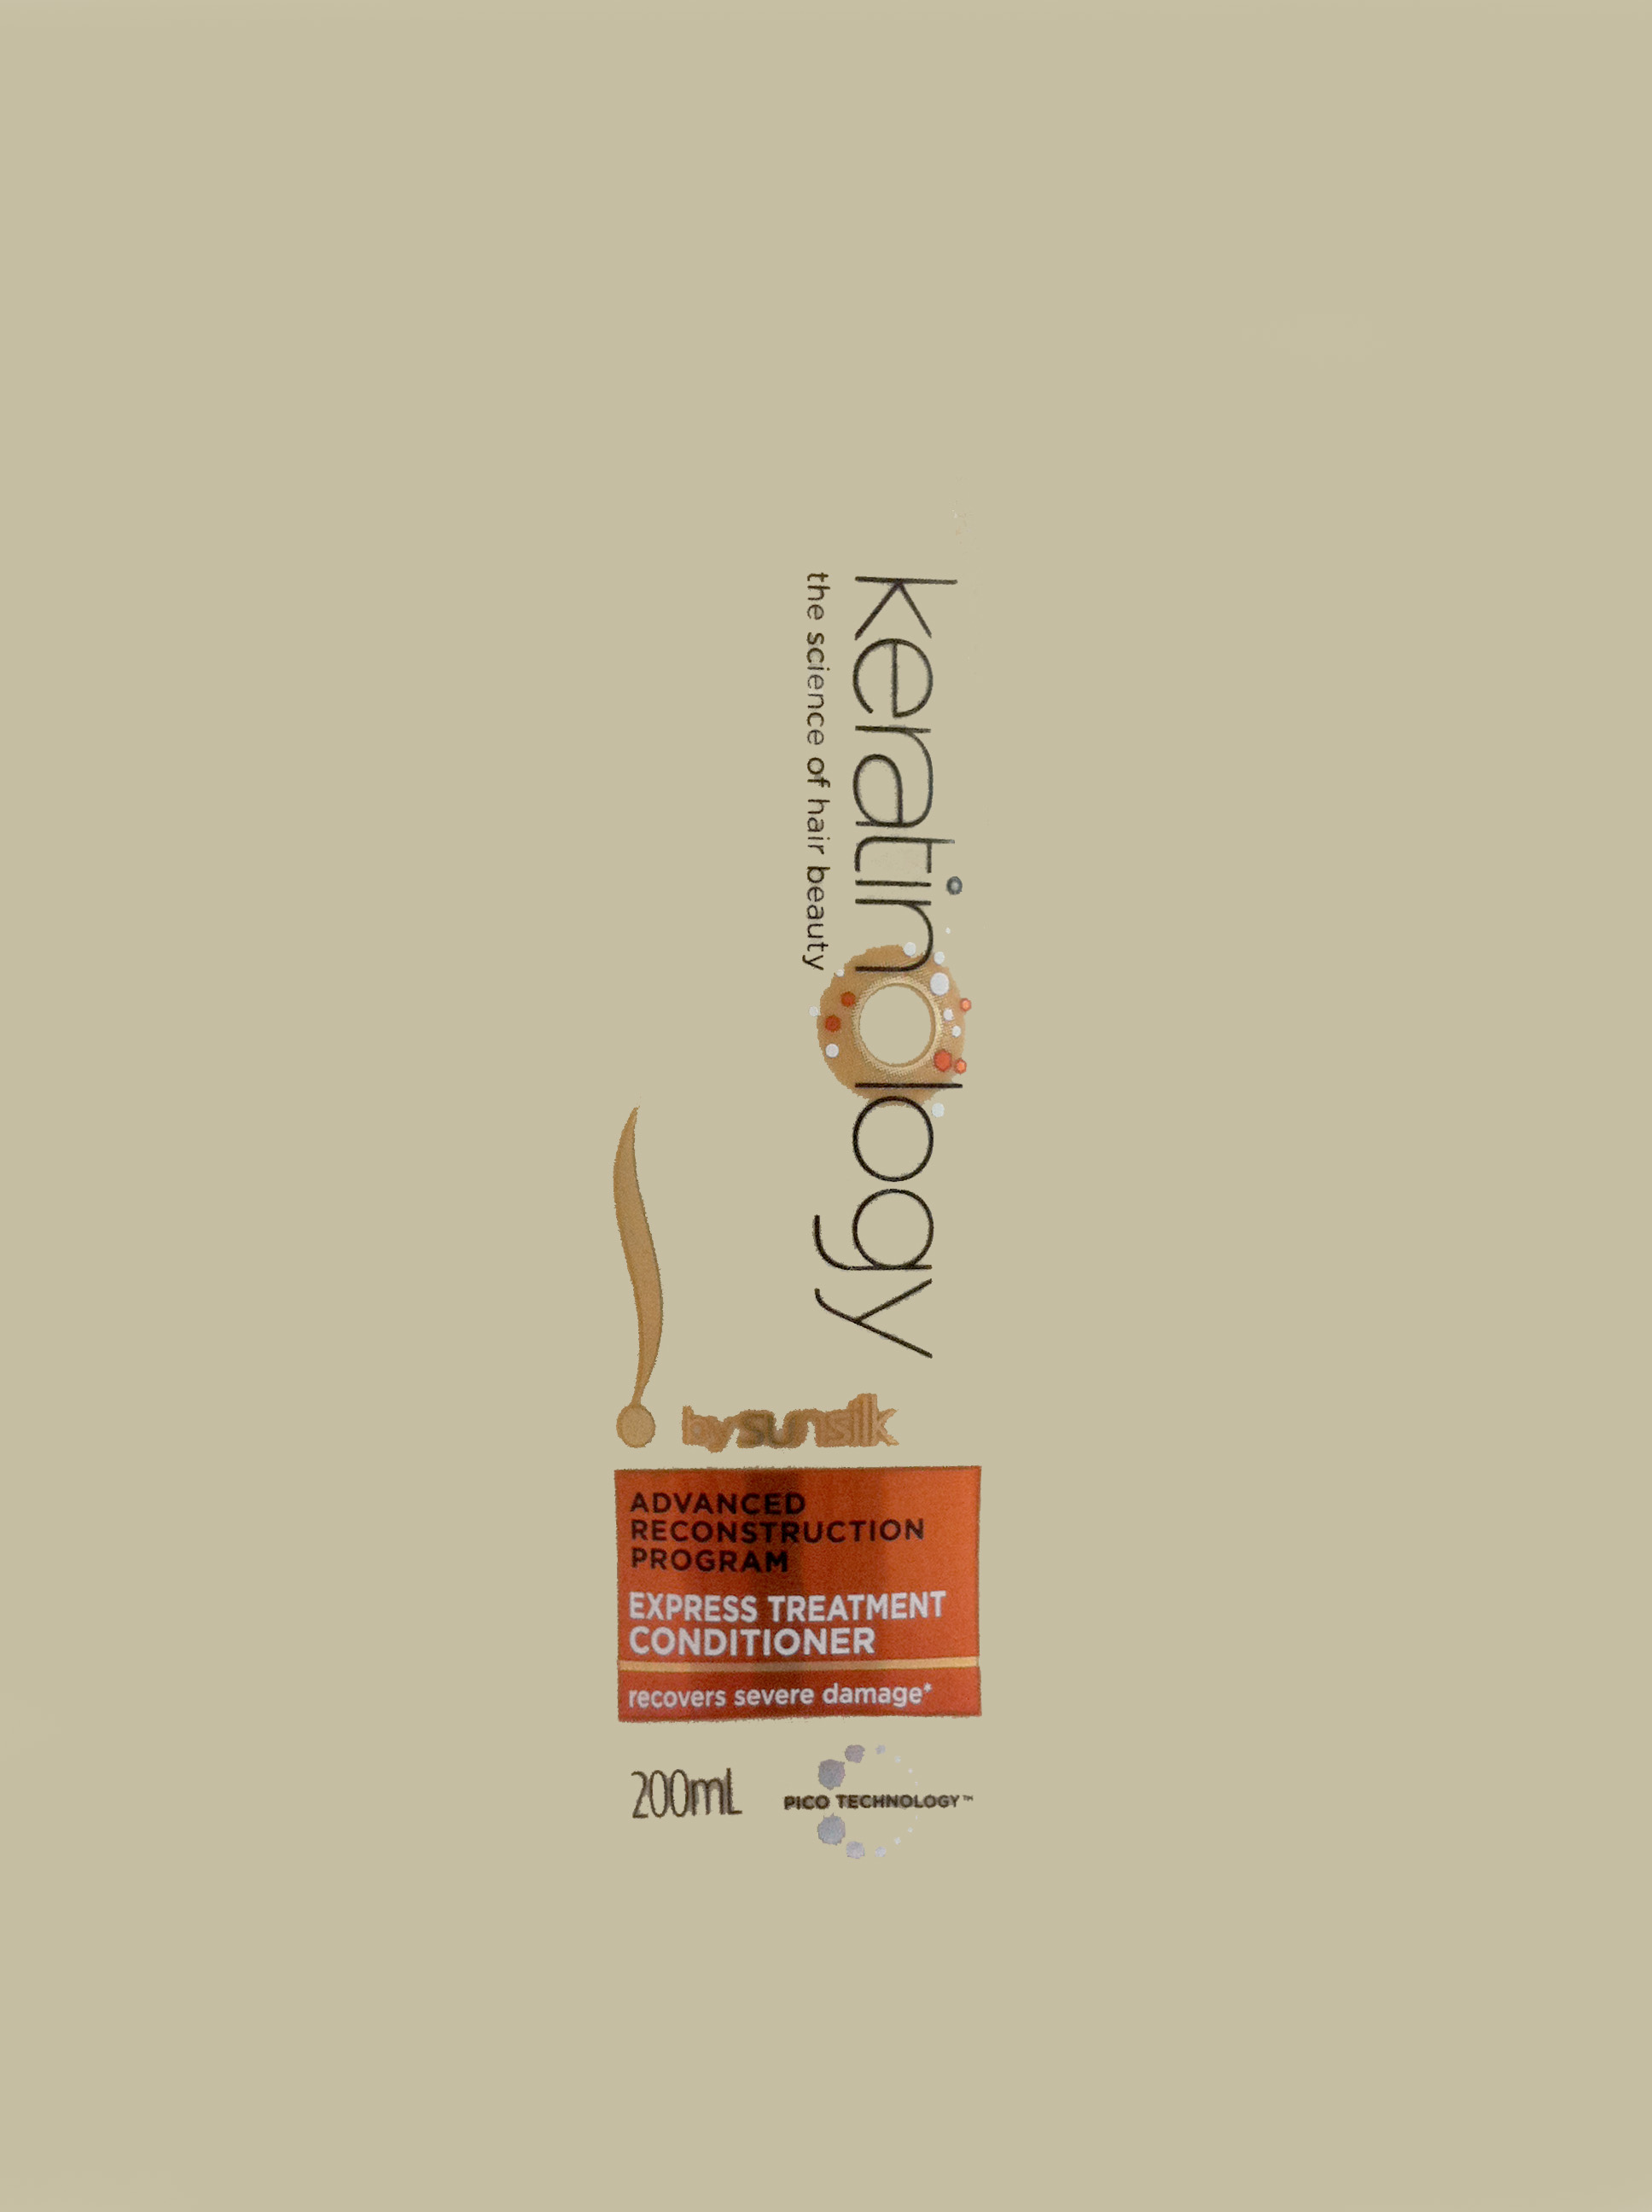 keratinology
the science of hair beauty
by sunsilk
ADVANCED
RECONSTRUCTION
PROGRAM
EXPRESS TREATMENT
CONDITIONER
recovers severe damage*
200mL
PICO TECHNOLOGY™